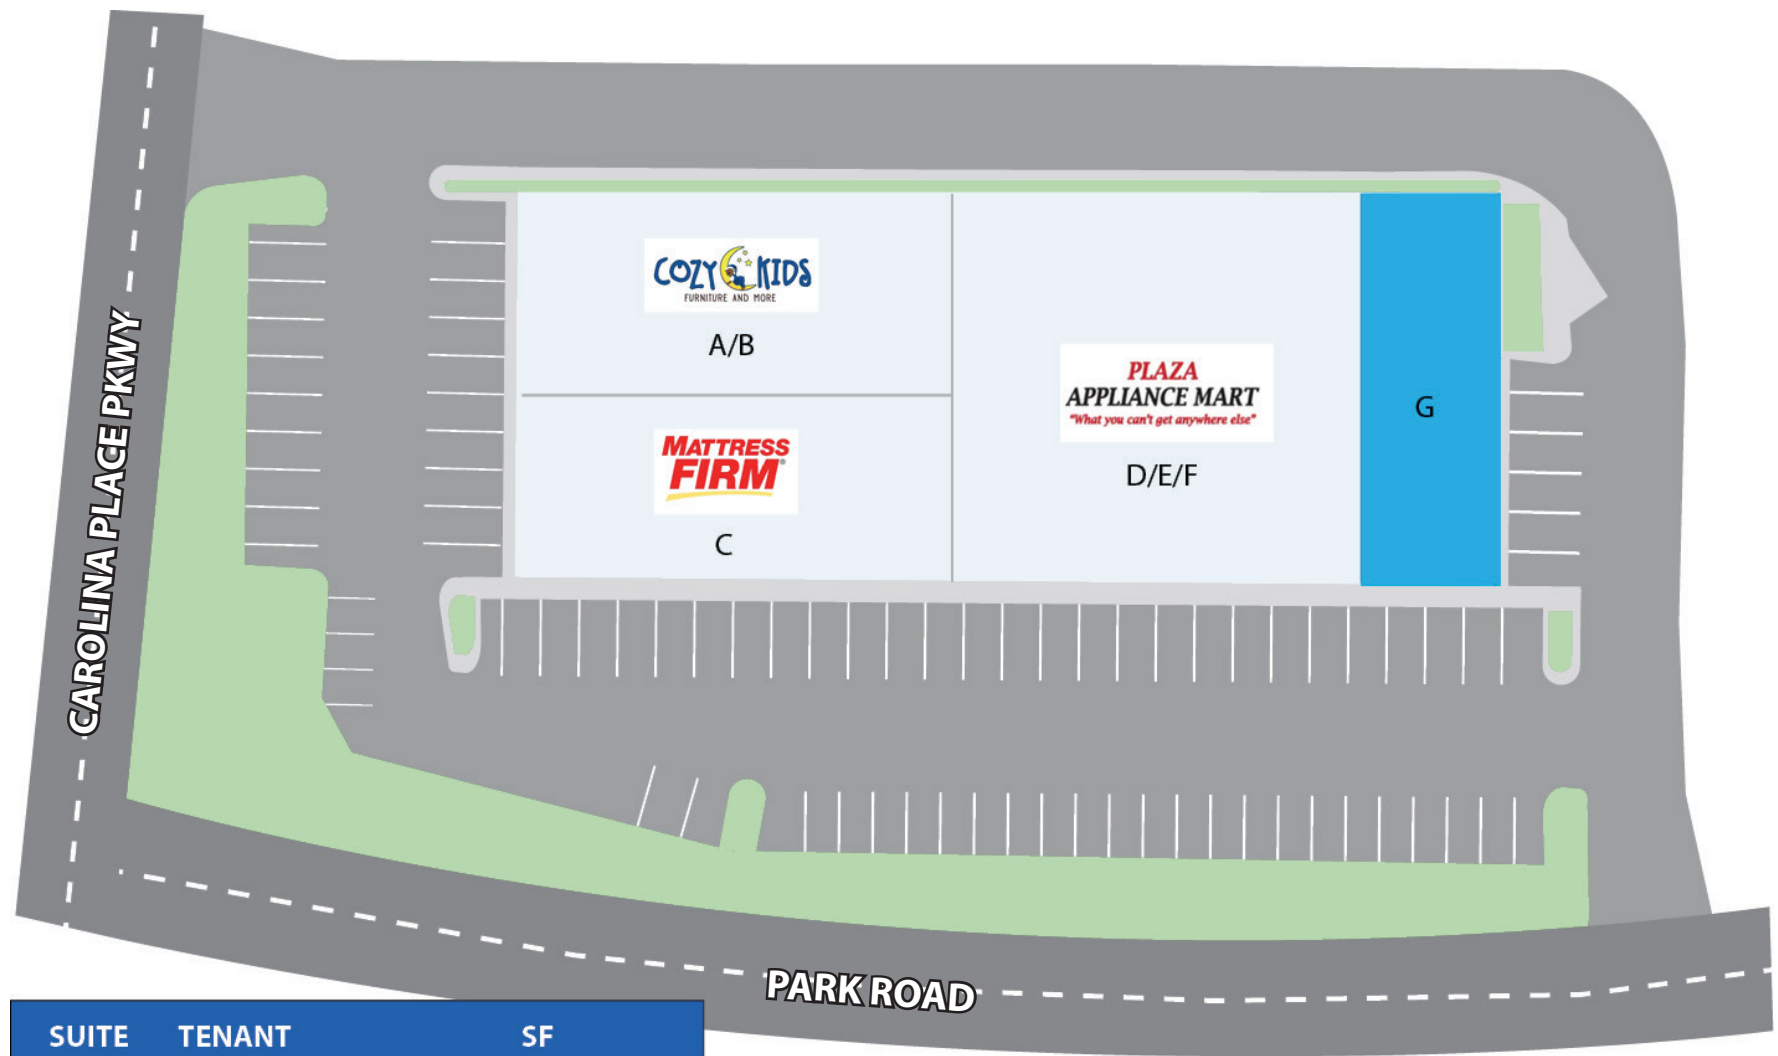 COZY KIDS
FURNITURE AND MORE
A/B
MATTRESS
FIRM®
C
PLAZA
APPLIANCE MART
"What you can't get anywhere else"
D/E/F
G
CAROLINA PLACE PKWY
PARK ROAD
SUITE TENANT SF